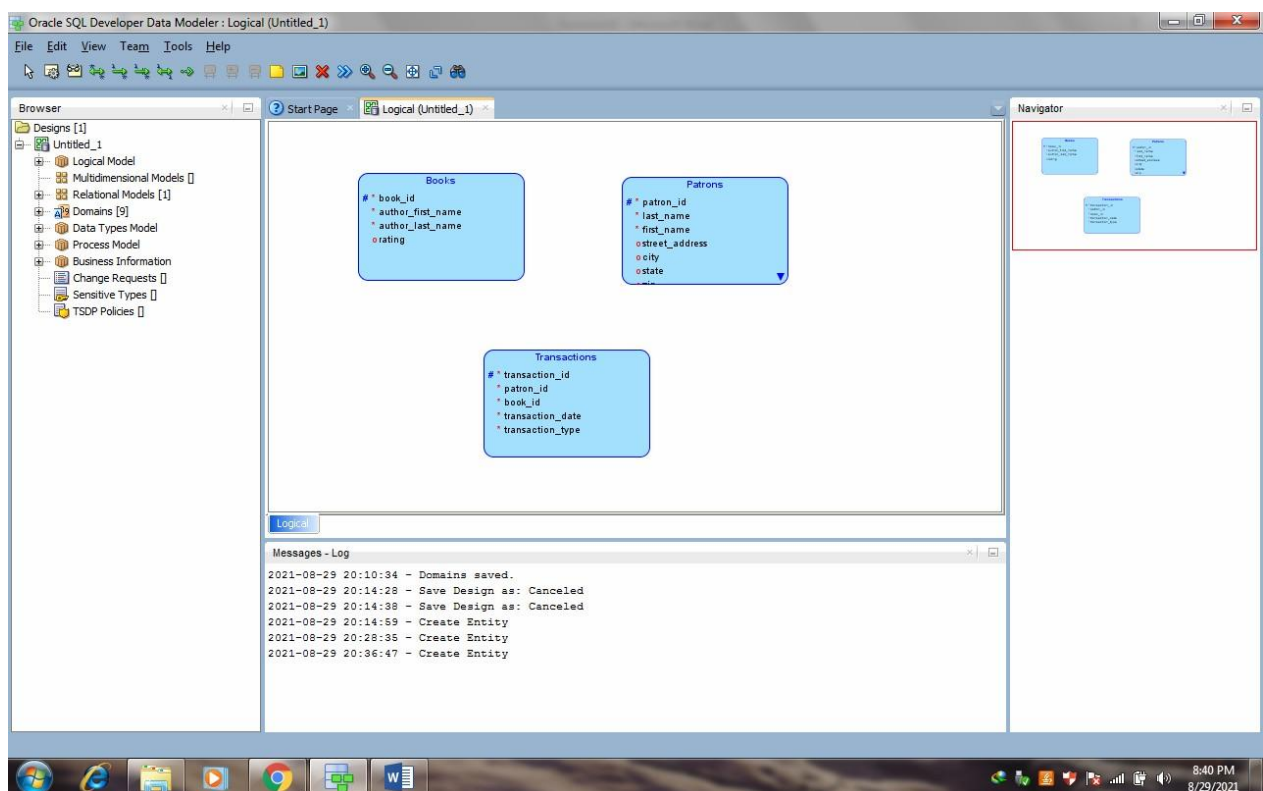 Oracle SQL Developer Data Modeler : Logical (Untitled_1)
File Edit View Team Tools Help
Browser
Designs [1]
Untitled_1
Logical Model
Multidimensional Models []
Relational Models [1]
Domains [9]
Data Types Model
Process Model
Business Information
Change Requests []
Sensitive Types []
TSDP Policies []
Start Page
Logical (Untitled_1)
Books
# * book_id
* author_first_name
* author_last_name
o rating
Patrons
# * patron_id
* last_name
* first_name
o street_address
o city
o state
Transactions
# * transaction_id
* patron_id
* book_id
* transaction_date
* transaction_type
Logical
Messages - Log
2021-08-29 20:10:34 - Domains saved.
2021-08-29 20:14:28 - Save Design as: Canceled
2021-08-29 20:14:38 - Save Design as: Canceled
2021-08-29 20:14:59 - Create Entity
2021-08-29 20:28:35 - Create Entity
2021-08-29 20:36:47 - Create Entity
Navigator
8:40 PM
8/29/2021